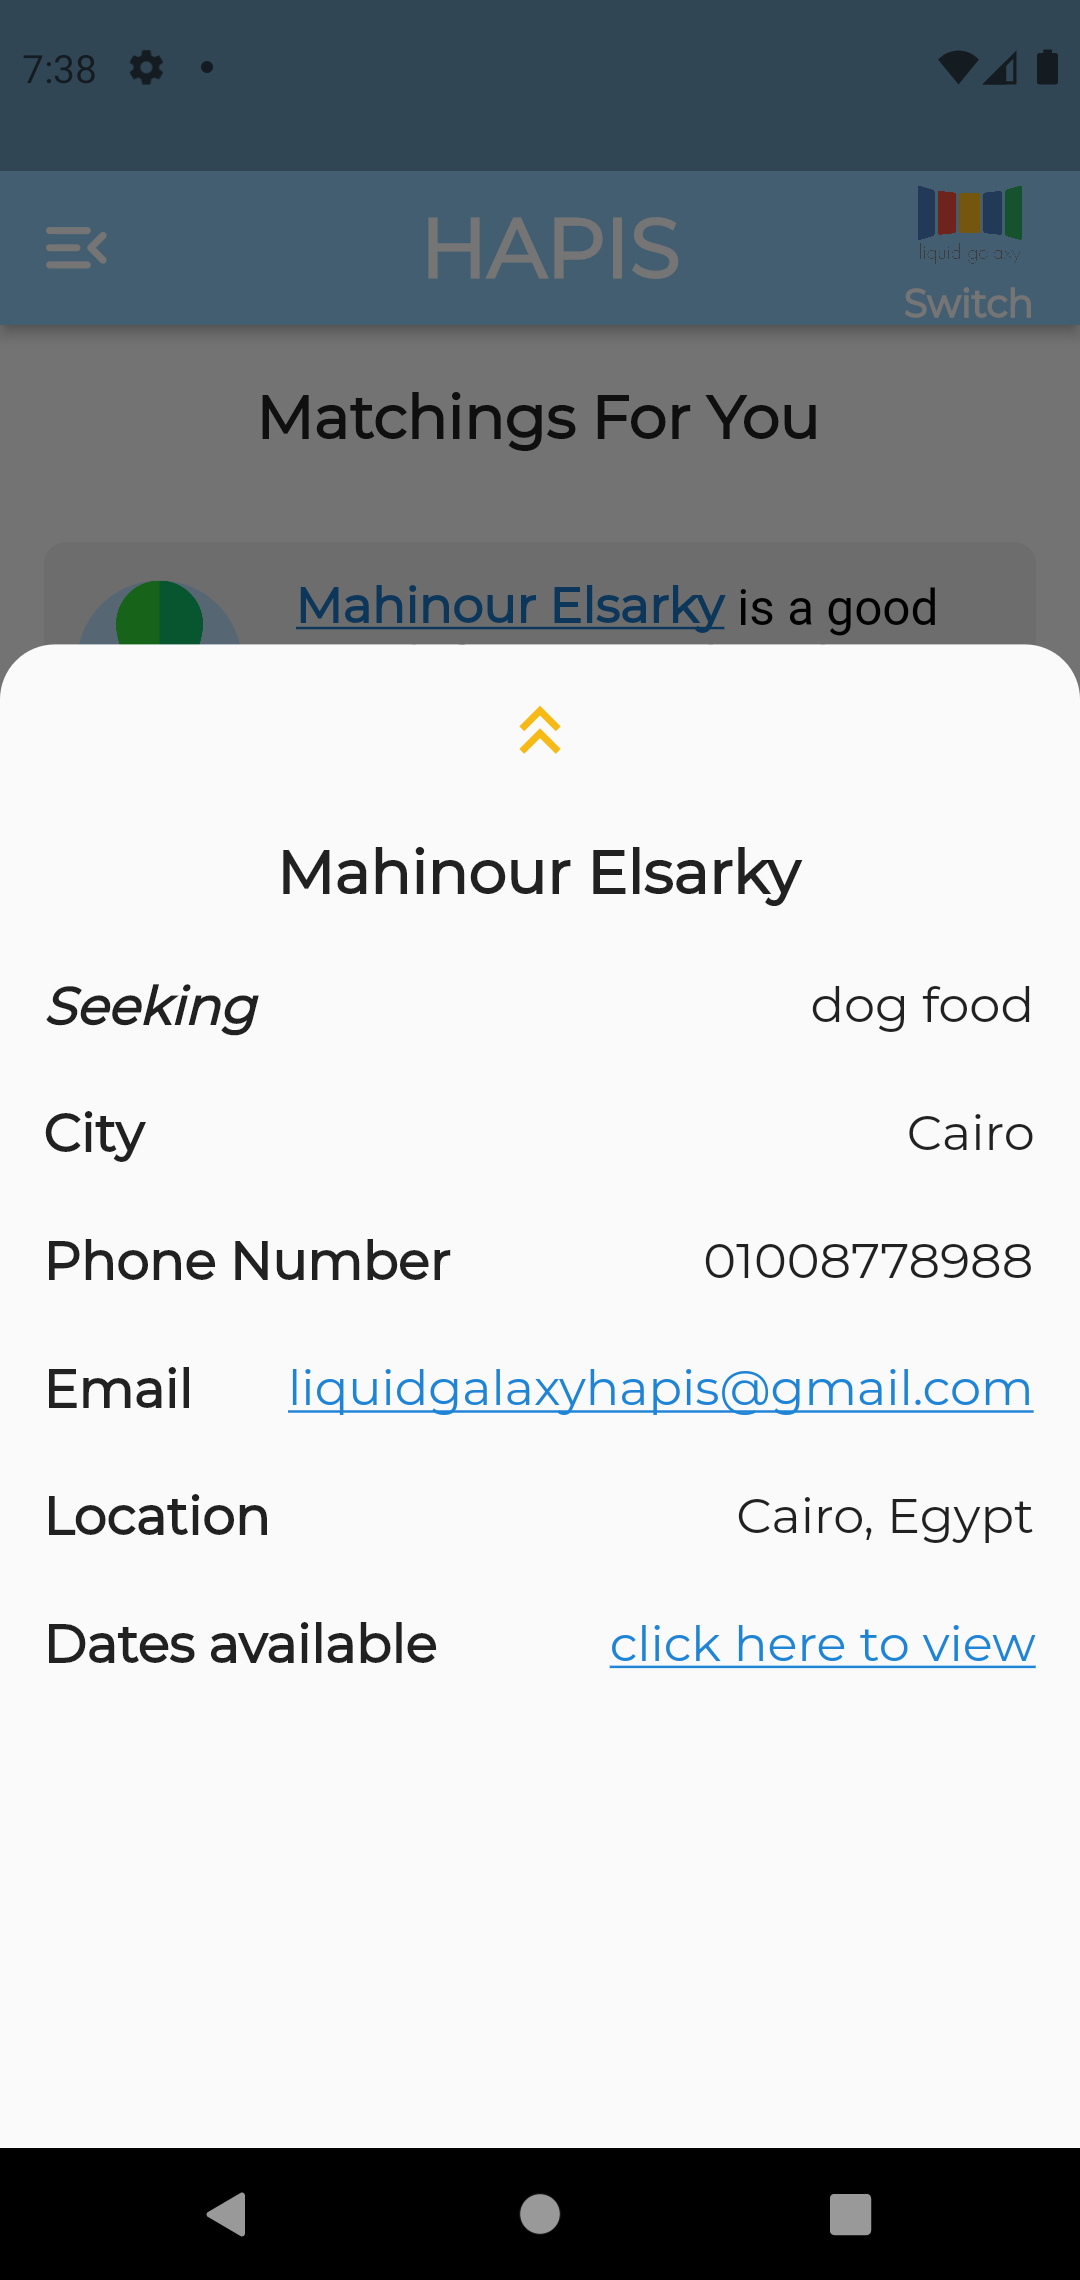 7:38
HAPIS
liquid galaxy
Switch
Matchings For You
Mahinour Elsarky is a good
Mahinour Elsarky
Seeking dog food
City Cairo
Phone Number 01008778988
Email liquidgalaxyhapis@gmail.com
Location Cairo, Egypt
Dates available click here to view